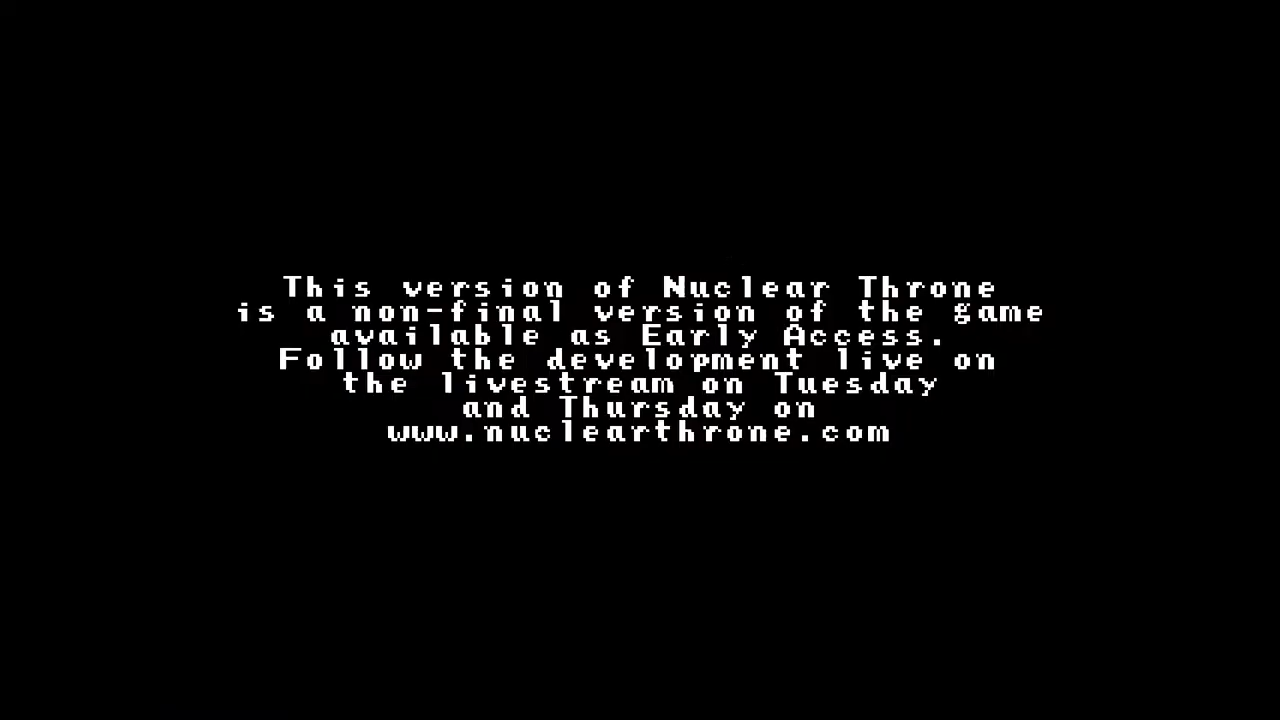 This version of Nuclear Throne
is a non-final version of the game
available as Early Access.
Follow the development live on
the livestream on Tuesday
and Thursday on
www.nuclearthrone.com